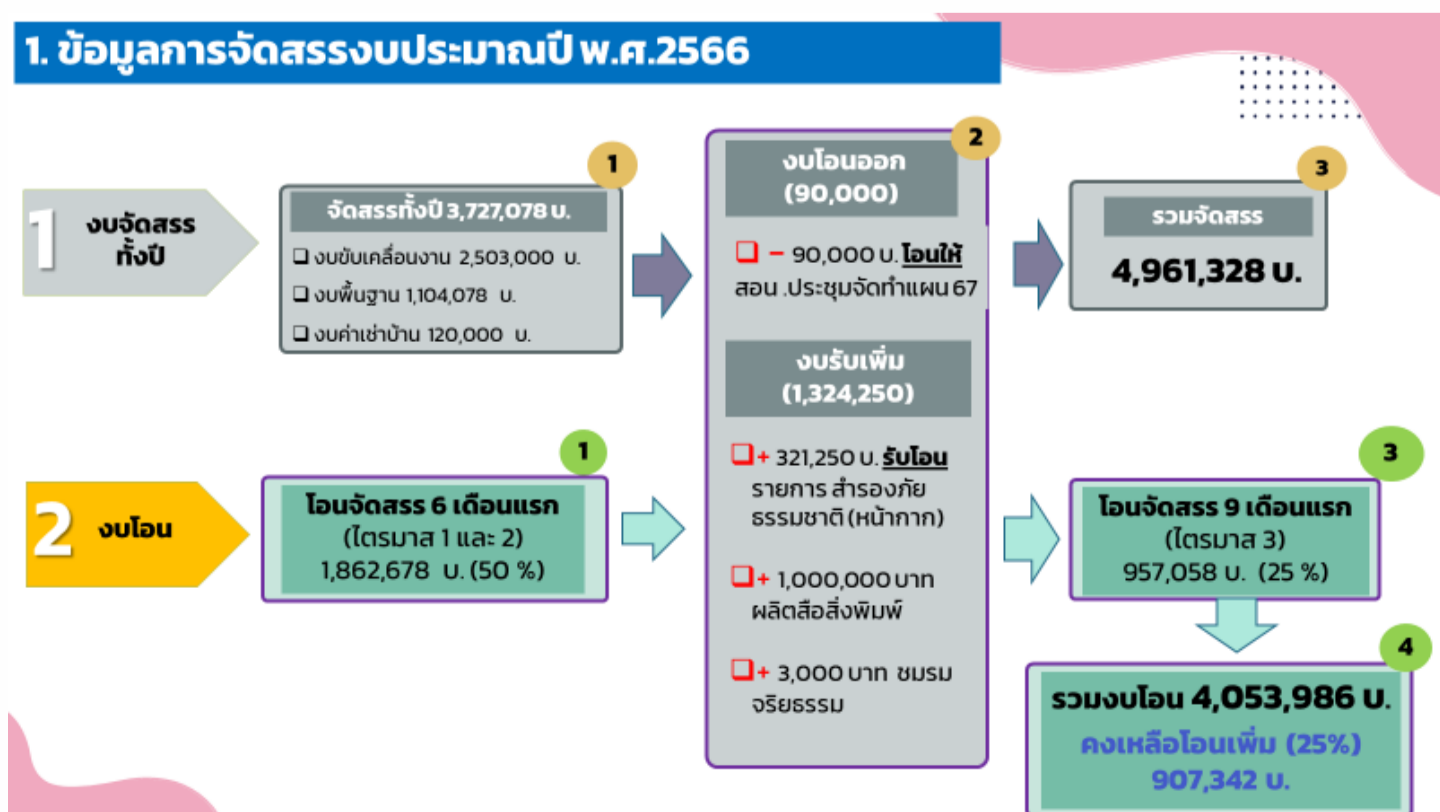 1. ข้อมูลการจัดสรรงบประมาณปี พ.ศ.2566
1
งบจัดสรร
ทั้งปี
1
จัดสรรทั้งปี 3,727,078 บ.
❑ งบขับเคลื่อนงาน 2,503,000 บ.
❑ งบพื้นฐาน 1,104,078 บ.
❑ งบค่าเช่าบ้าน 120,000 บ.
2
งบโอนออก
(90,000)
❑ – 90,000 บ. โอนให้
สอน .ประชุมจัดทำแผน 67
งบรับเพิ่ม
(1,324,250)
❑+ 321,250 บ. รับโอน
รายการ สำรองภัย
ธรรมชาติ (หน้ากาก)
❑+ 1,000,000 บาท
ผลิตสือสิ่งพิมพ์
❑+ 3,000 บาท ชมรม
จริยธรรม
3
รวมจัดสรร
4,961,328 บ.
2
งบโอน
1
โอนจัดสรร 6 เดือนแรก
(ไตรมาส 1 และ 2)
1,862,678 บ. (50 %)
3
โอนจัดสรร 9 เดือนแรก
(ไตรมาส 3)
957,058 บ. (25 %)
4
รวมงบโอน 4,053,986 บ.
คงเหลือโอนเพิ่ม (25%)
907,342 บ.